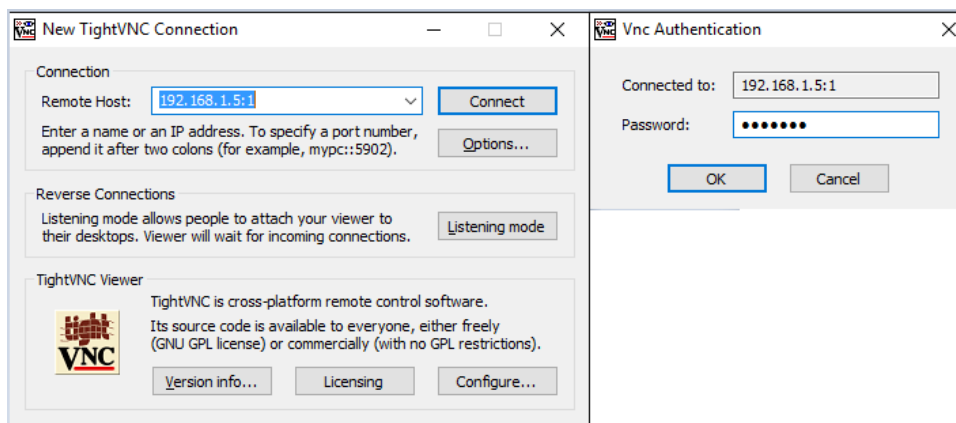 New TightVNC Connection
Connection
Remote Host: 192.168.1.5:1 Connect
Enter a name or an IP address. To specify a port number,
append it after two colons (for example, mypc::5902).
Options...
Reverse Connections
Listening mode allows people to attach your viewer to
their desktops. Viewer will wait for incoming connections.
Listening mode
TightVNC Viewer
tight
VNC
TightVNC is cross-platform remote control software.
Its source code is available to everyone, either freely
(GNU GPL license) or commercially (with no GPL restrictions).
Version info... Licensing Configure...
Vnc Authentication
Connected to: 192.168.1.5:1
Password: •••••••
OK Cancel